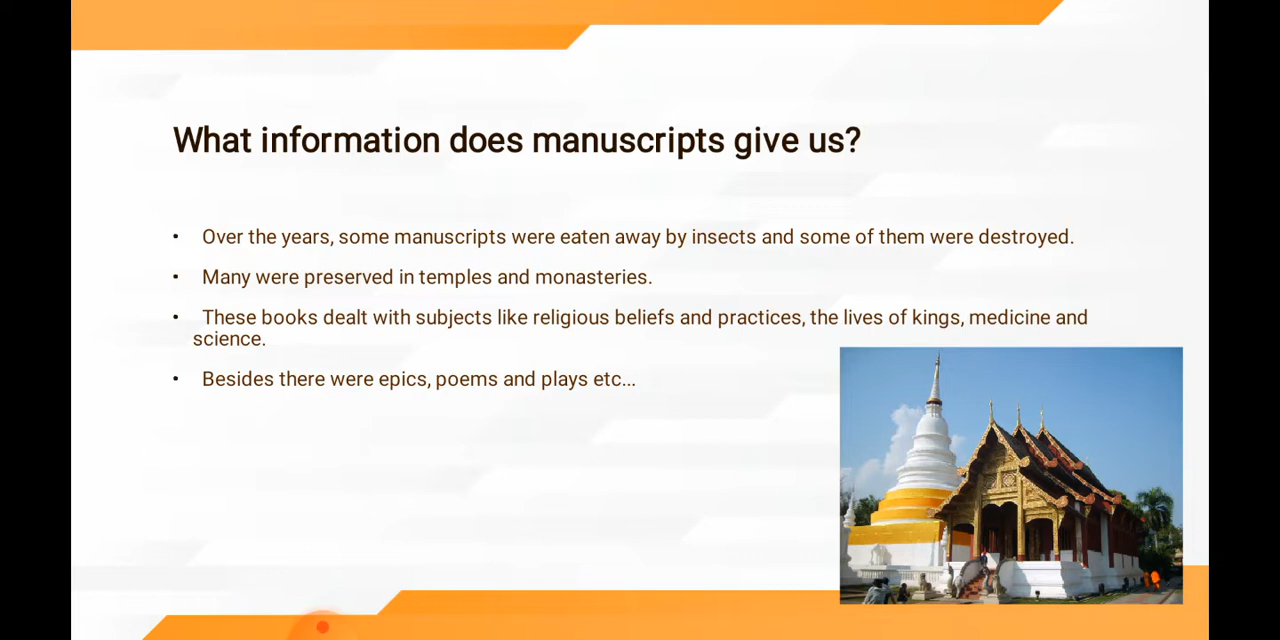 What information does manuscripts give us?
• Over the years, some manuscripts were eaten away by insects and some of them were destroyed.
• Many were preserved in temples and monasteries.
• These books dealt with subjects like religious beliefs and practices, the lives of kings, medicine and
science.
• Besides there were epics, poems and plays etc...